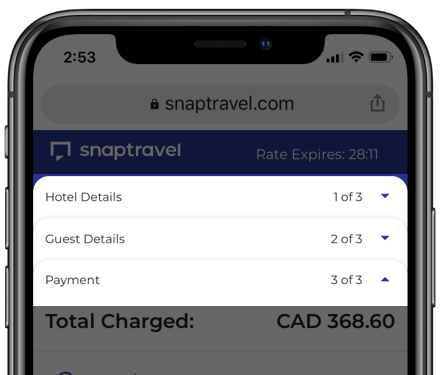 2:53
snaptravel.com
snaptravel
Rate Expires: 28:11
Hotel Details 1 of 3
Guest Details 2 of 3
Payment 3 of 3
Total Charged: CAD 368.60